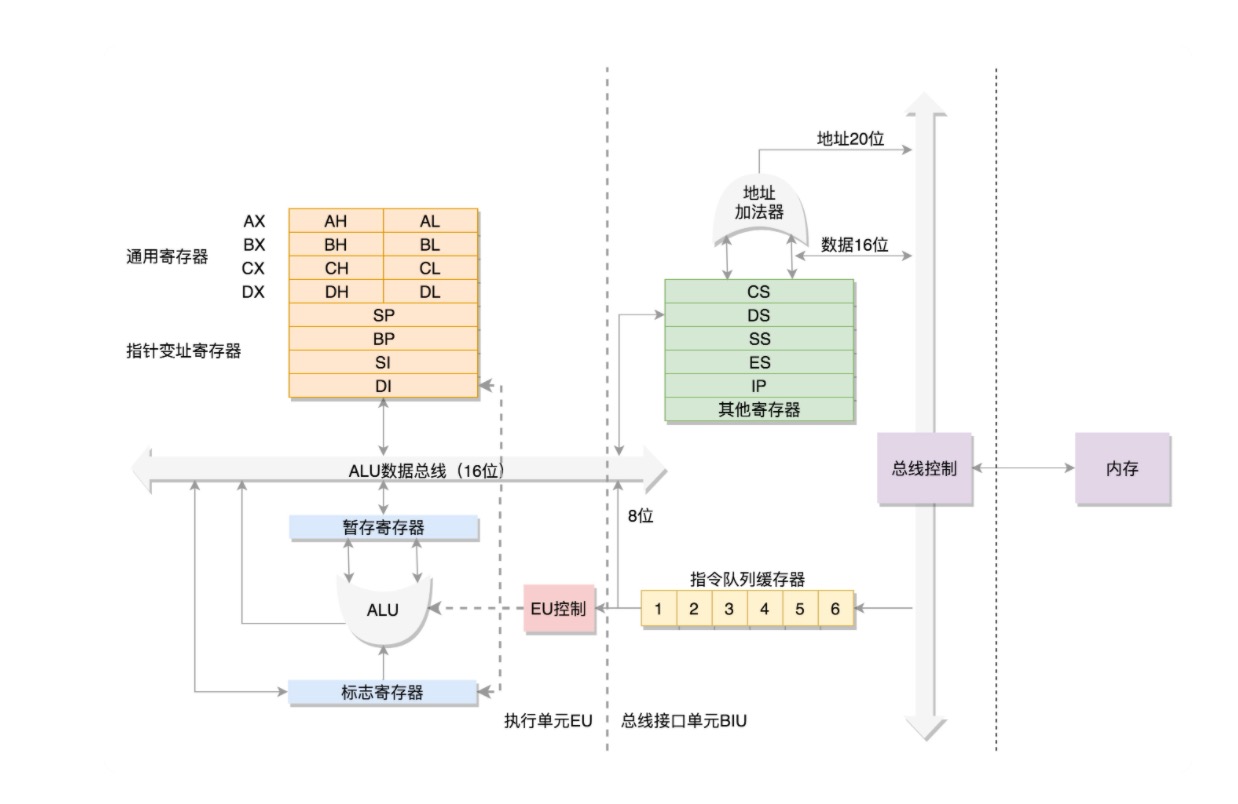 地址20位
地址
加法器
数据16位
AX AH AL
BX BH BL
通用寄存器
CX CH CL
DX DH DL
SP
BP
指针变址寄存器
SI
DI
CS
DS
SS
ES
IP
其他寄存器
ALU数据总线（16位）
总线控制
内存
暂存寄存器
8位
指令队列缓存器
ALU
EU控制
1 2 3 4 5 6
标志寄存器
执行单元EU
总线接口单元BIU